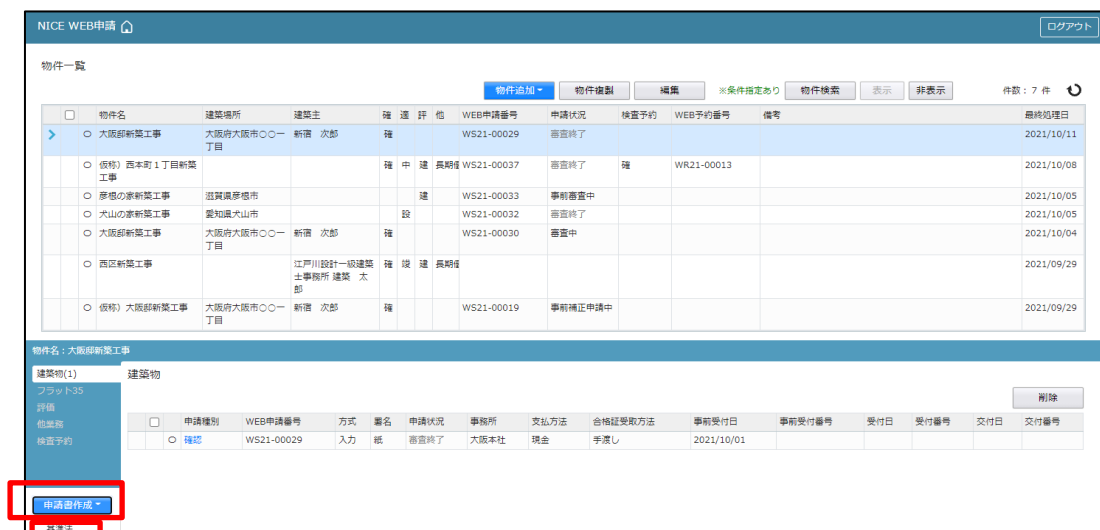 NICE WEB申請
ログアウト
物件一覧
物件追加 物件複製 編集 ※条件指定あり 物件検索 表示 非表示 件数：7 件
物件名 建築場所 建築主 確 適 評 他 WEB申請番号 申請状況 検査予約 WEB予約番号 備考 最終処理日
○ 大阪邸新築工事 大阪府大阪市○○一丁目 新宿 次郎 確 WS21-00029 審査終了 2021/10/11
○ 仮称）西本町１丁目新築工事 確 中 建 長期 WS21-00037 審査終了 確 WR21-00013 2021/10/08
○ 彦根の家新築工事 滋賀県彦根市 建 WS21-00033 事前審査中 2021/10/05
○ 犬山の家新築工事 愛知県犬山市 設 WS21-00032 審査終了 2021/10/05
○ 大阪邸新築工事 大阪府大阪市○○一丁目 新宿 次郎 確 WS21-00030 審査中 2021/10/04
○ 西区新築工事 江戸川設計一級建築士事務所 建築 太郎 確 竣 建 長期 2021/09/29
○ 仮称）大阪邸新築工事 大阪府大阪市○○一丁目 新宿 次郎 確 WS21-00019 事前補正申請中 2021/09/29
物件名：大阪邸新築工事
建築物(1)
フラット35
評価
他業務
検査予約
建築物
削除
申請種別 WEB申請番号 方式 署名 申請状況 事務所 支払方法 合格証受取方法 事前受付日 事前受付番号 受付日 受付番号 交付日 交付番号
○ 確認 WS21-00029 入力 紙 審査終了 大阪本社 現金 手渡し 2021/10/01
申請書作成
基準法